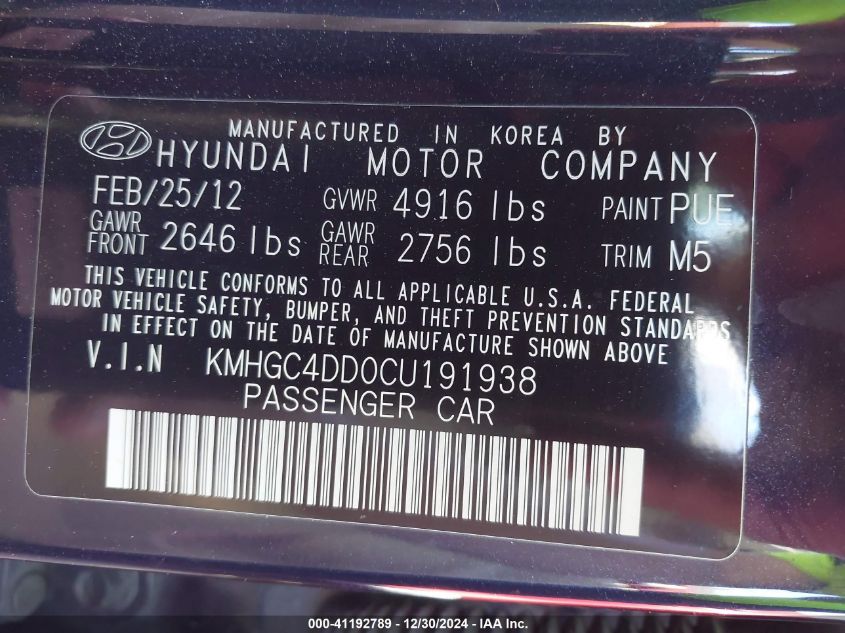 MANUFACTURED IN KOREA BY
HYUNDAI MOTOR COMPANY
FEB/25/12 GVWR 4916 lbs PAINT PUE
GAWR FRONT 2646 lbs GAWR REAR 2756 lbs TRIM M5
THIS VEHICLE CONFORMS TO ALL APPLICABLE U.S.A. FEDERAL
MOTOR VEHICLE SAFETY, BUMPER, AND THEFT PREVENTION STANDARDS
IN EFFECT ON THE DATE OF MANUFACTURE SHOWN ABOVE
V.I.N KMHGC4DD0CU191938
PASSENGER CAR
000-41192789 - 12/30/2024 - IAA Inc.